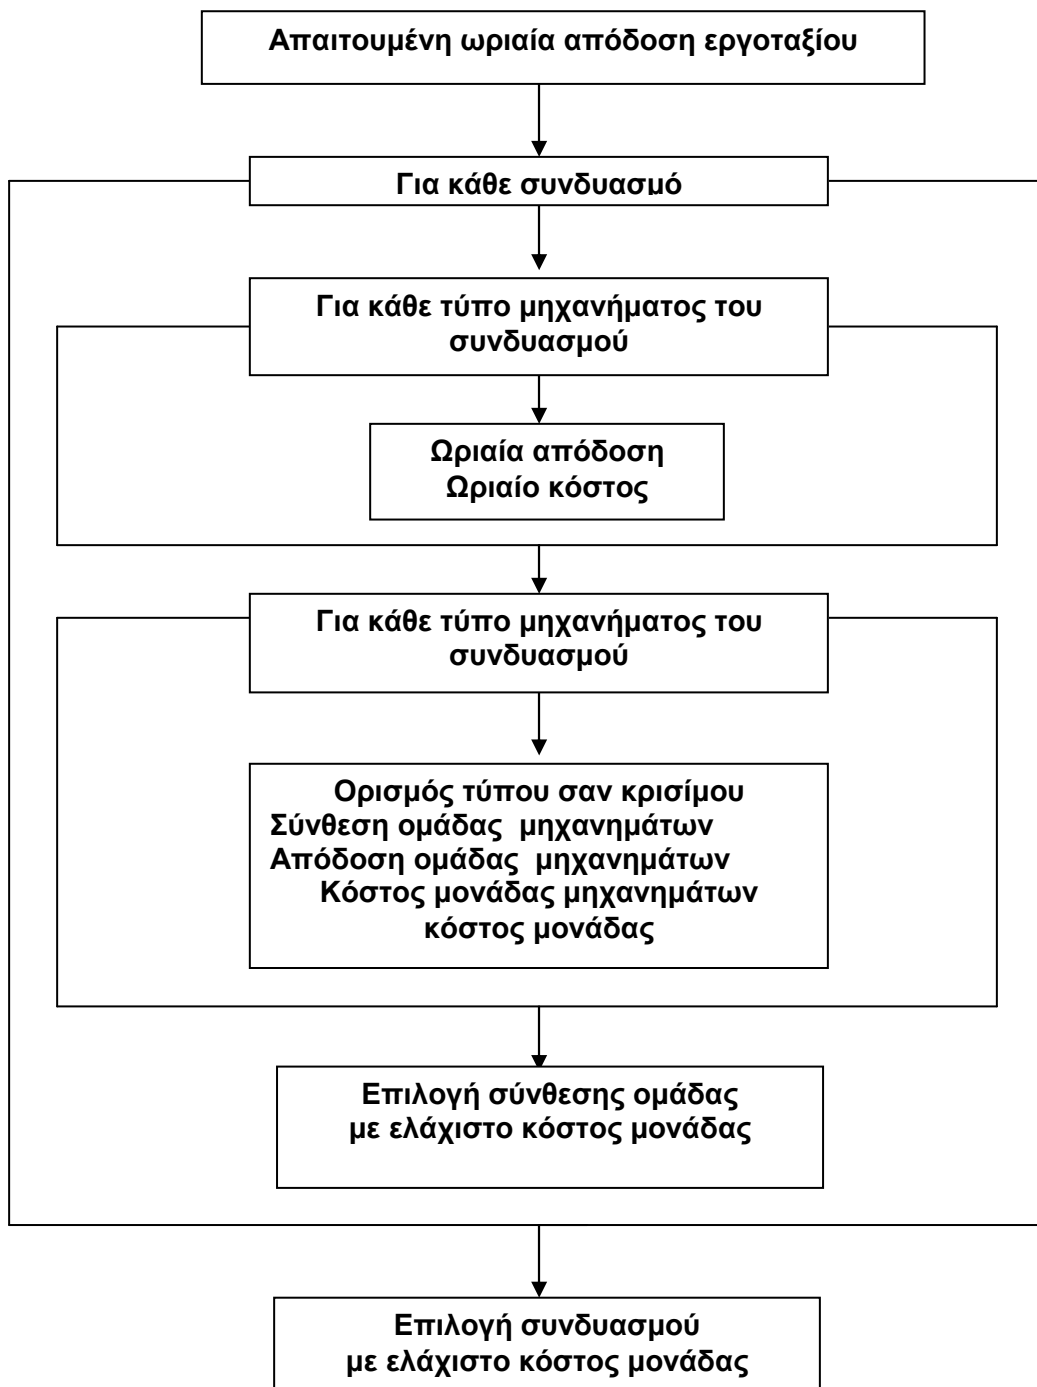 Απαιτουμένη ωριαία απόδοση εργοταξίου
Για κάθε συνδυασμό
Για κάθε τύπο μηχανήματος του
συνδυασμού
Ωριαία απόδοση
Ωριαίο κόστος
Για κάθε τύπο μηχανήματος του
συνδυασμού
Ορισμός τύπου σαν κρισίμου
Σύνθεση ομάδας μηχανημάτων
Απόδοση ομάδας μηχανημάτων
Κόστος μονάδας μηχανημάτων
κόστος μονάδας
Επιλογή σύνθεσης ομάδας
με ελάχιστο κόστος μονάδας
Επιλογή συνδυασμού
με ελάχιστο κόστος μονάδας